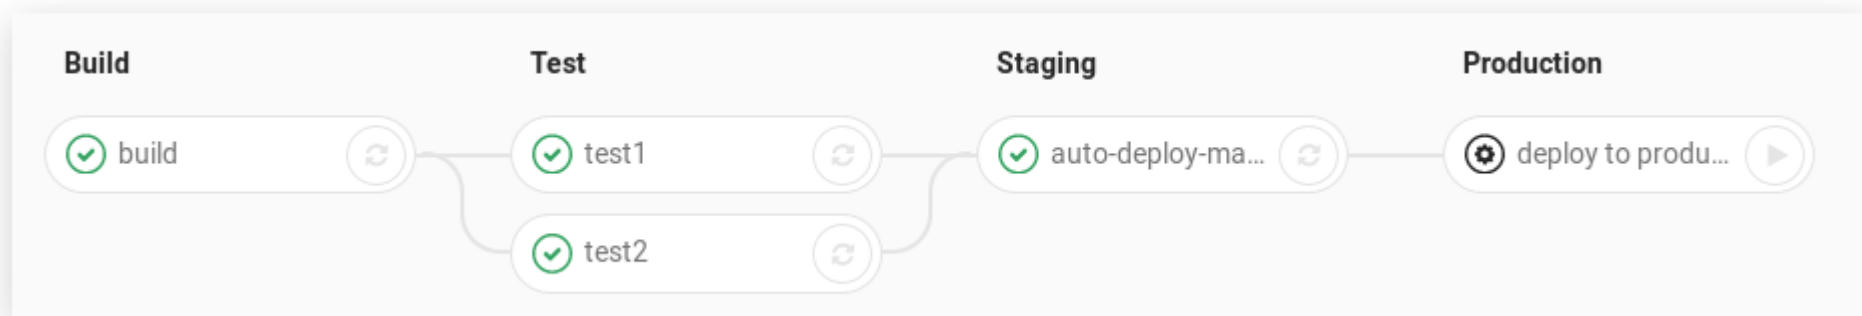 Build Test Staging Production
build test1 auto-deploy-ma... deploy to produ...
test2